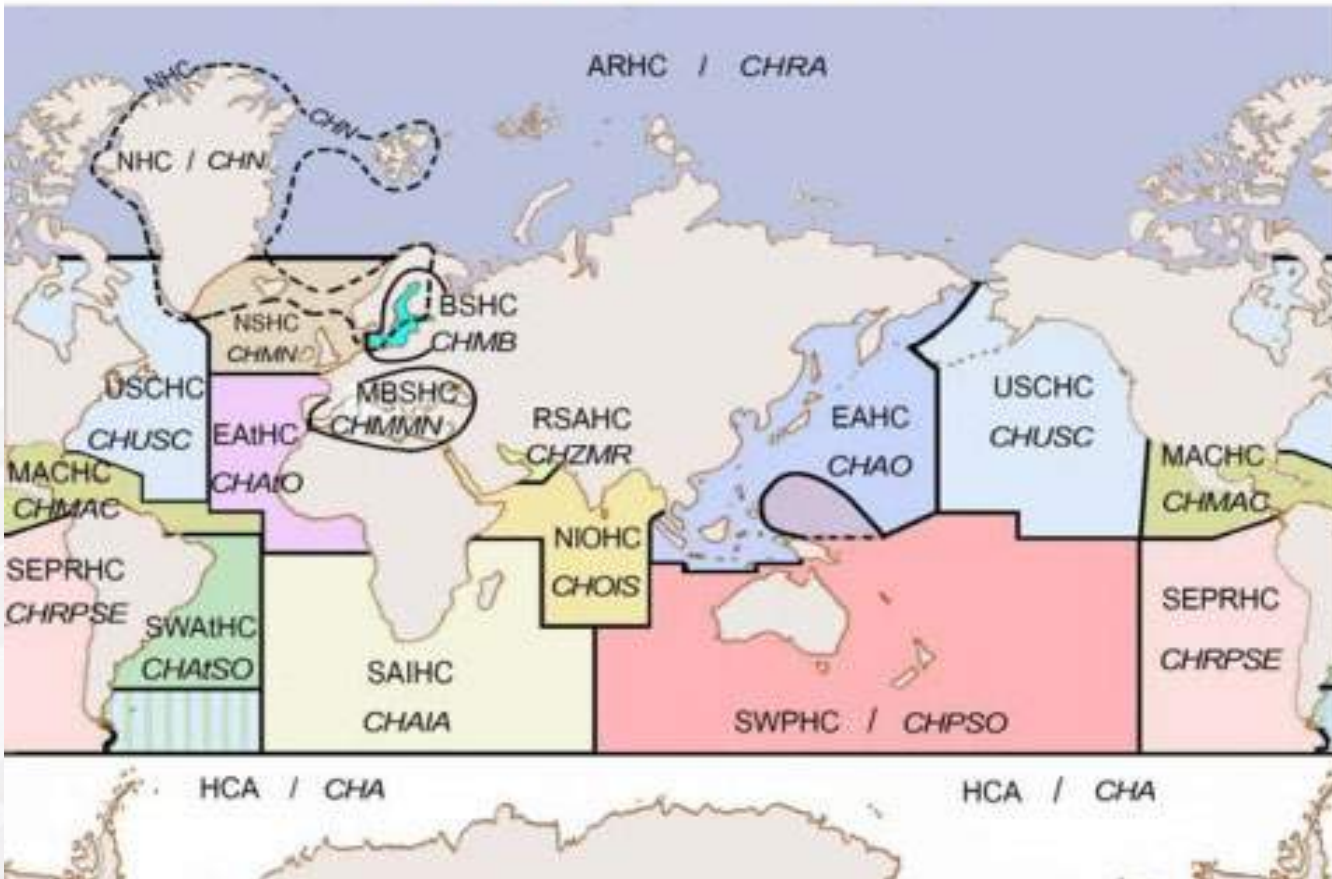 ARHC / CHRA
NHC
CHN
NHC / CHN
NSHC
CHMN
BSHC
CHMB
USCHC
CHUSC
EAtHC
CHAtO
MBSHC
CHMMN
RSAHC
CHZMR
EAHC
CHAO
USCHC
CHUSC
MACHC
CHMAC
MACHC
CHMAC
NIOHC
CHOIS
SEPRHC
CHRPSE
SWAtHC
CHAtSO
SAIHC
CHAIA
SWPHC / CHPSO
SEPRHC
CHRPSE
HCA / CHA
HCA / CHA